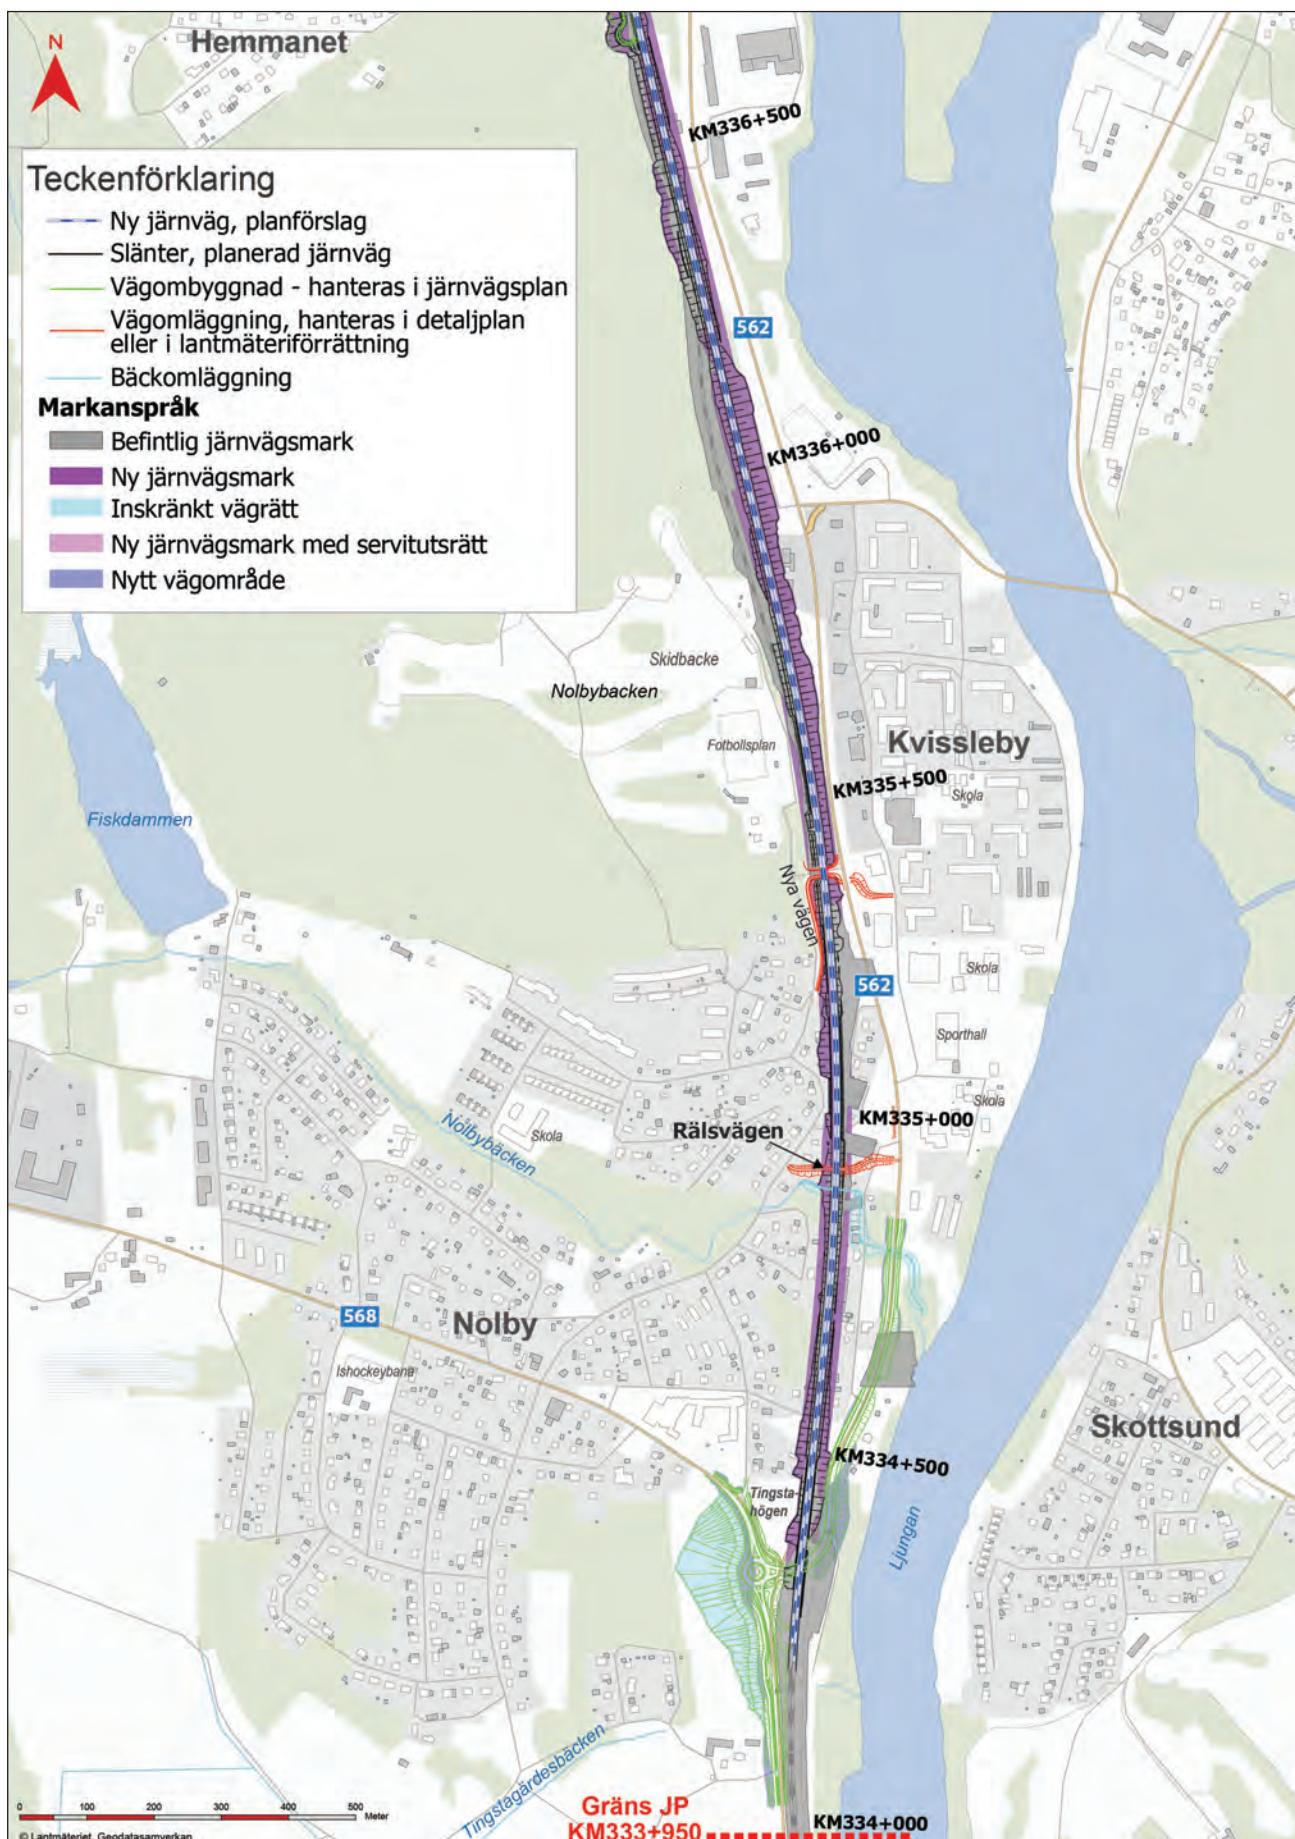 Hemmanet
N
KM336+500
Teckenförklaring
Ny järnväg, planförslag
Slänter, planerad järnväg
Vägombyggnad - hanteras i järnvägsplan
Vägomläggning, hanteras i detaljplan
eller i lantmäteriförrättning
Bäckomläggning
Markanspråk
Befintlig järnvägsmark
Ny järnvägsmark
Inskränkt vägrätt
Ny järnvägsmark med servitutsrätt
Nytt vägområde
562
KM336+000
Skidbacke
Nolbybacken
Fotbollsplan
Kvissleby
KM335+500
Skola
Fiskdammen
Nya vägen
Skola
562
Sporthall
Skola
KM335+000
Rälsvägen
Nolbybäcken
Skola
568
Nolby
Ishockeybana
Skottsund
KM334+500
Tingsta-
högen
Ljungan
Tingstagärdesbäcken
Gräns JP
KM333+950
KM334+000
0 100 200 300 400 500
Meter
© Lantmäteriet, Geodatasamverkan